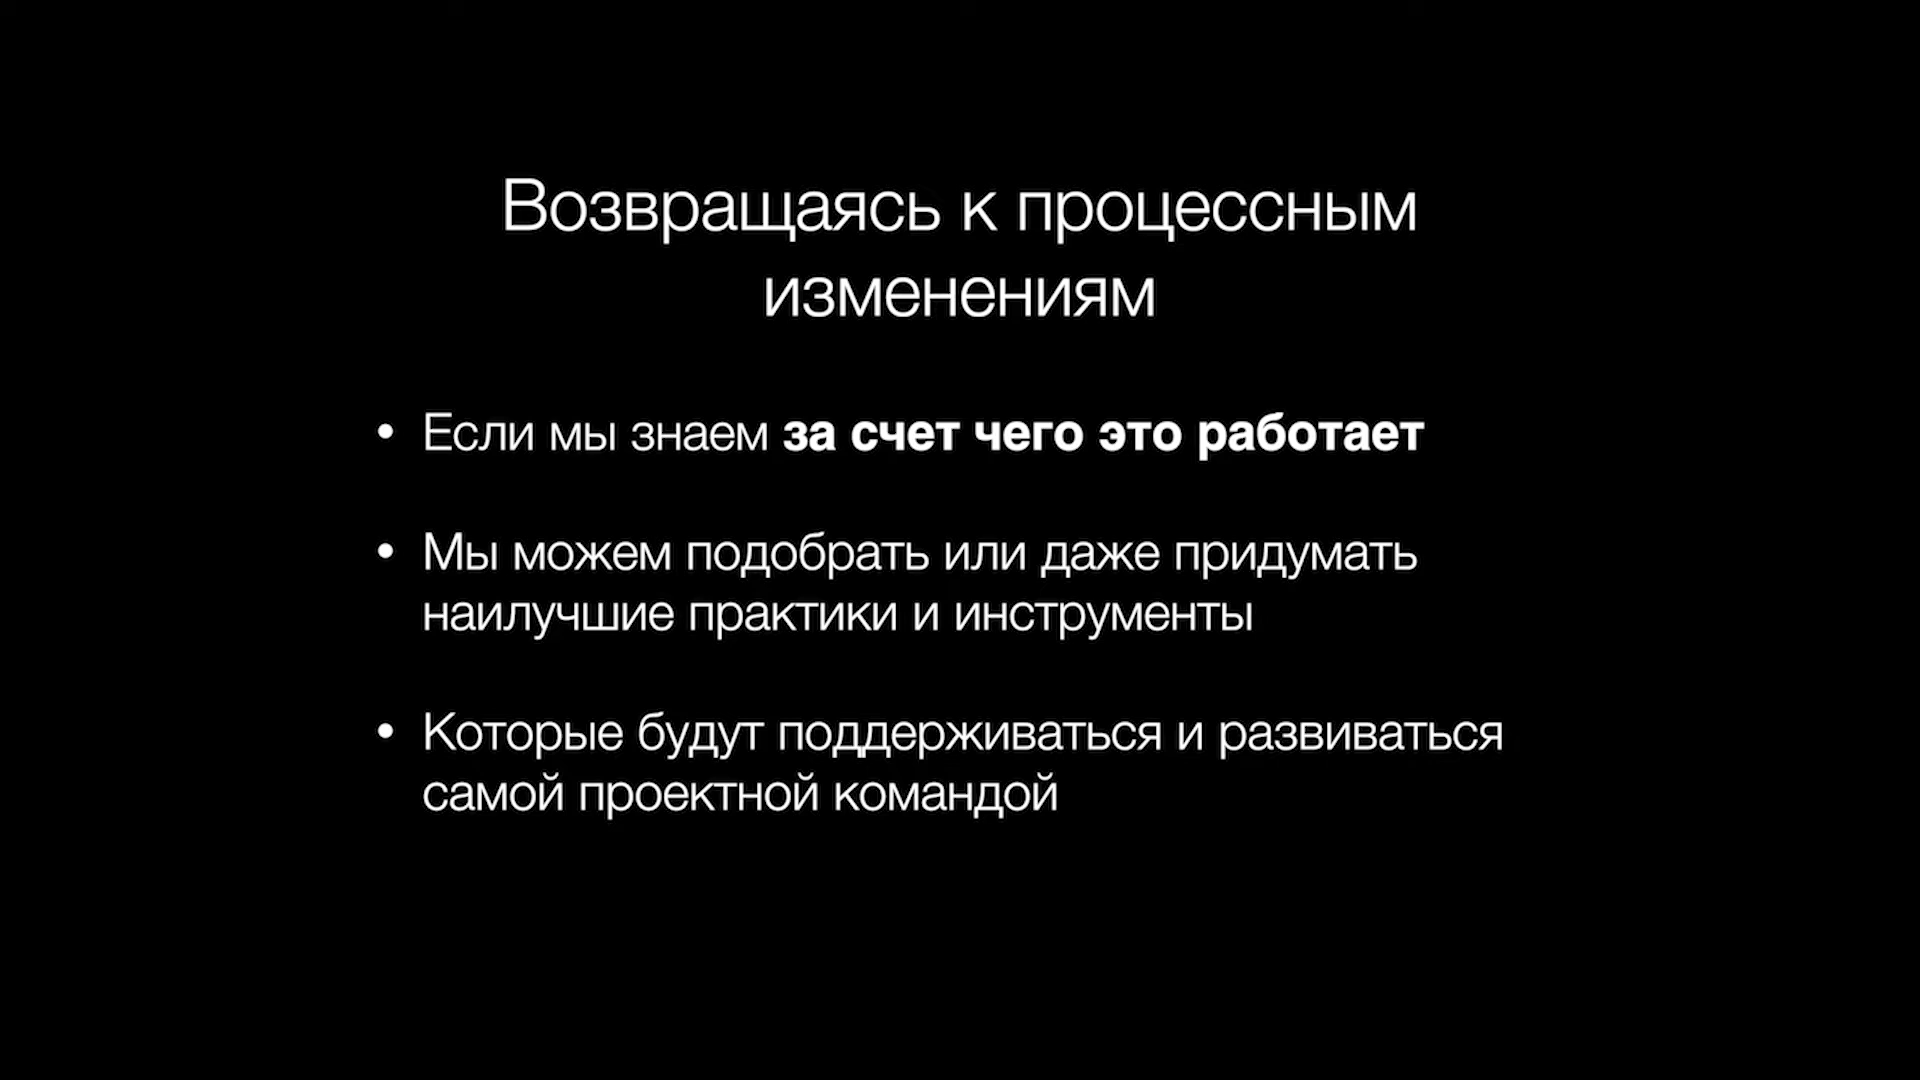 Возвращаясь к процессным
изменениям
• Если мы знаем за счет чего это работает
• Мы можем подобрать или даже придумать
наилучшие практики и инструменты
• Которые будут поддерживаться и развиваться
самой проектной командой